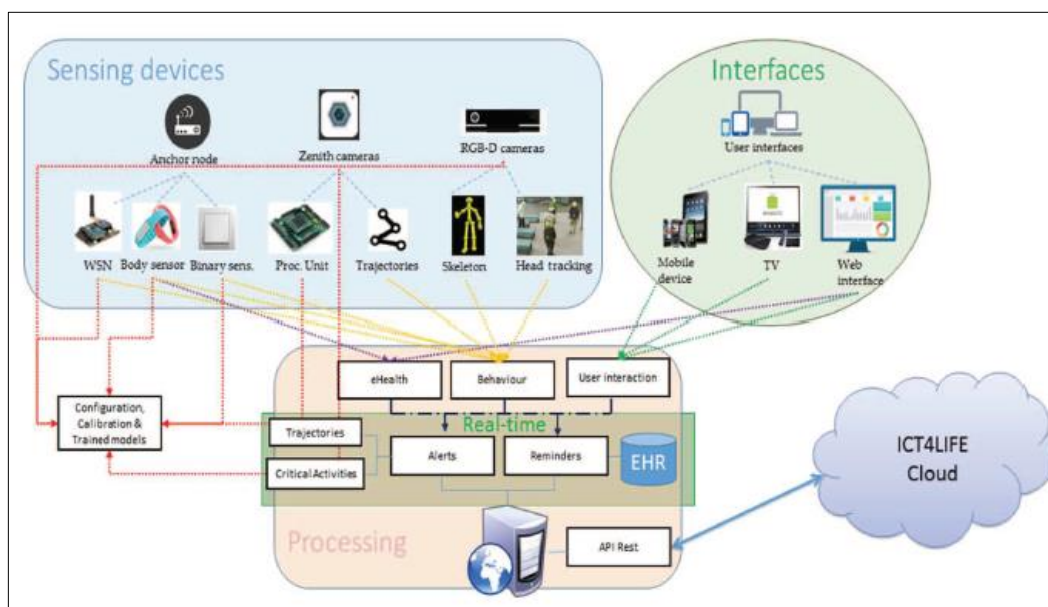 Sensing devices
Interfaces
Anchor node
Zenith cameras
RGB-D cameras
User interfaces
WSN
Body sensor
Binary sens.
Proc. Unit
Trajectories
Skeleton
Head tracking
Mobile
device
TV
Web
interface
eHealth
Behaviour
User interaction
Configuration,
Calibration &
Trained models
Real-time
Trajectories
Critical Activities
Alerts
Reminders
EHR
ICT4LIFE
Cloud
Processing
API Rest